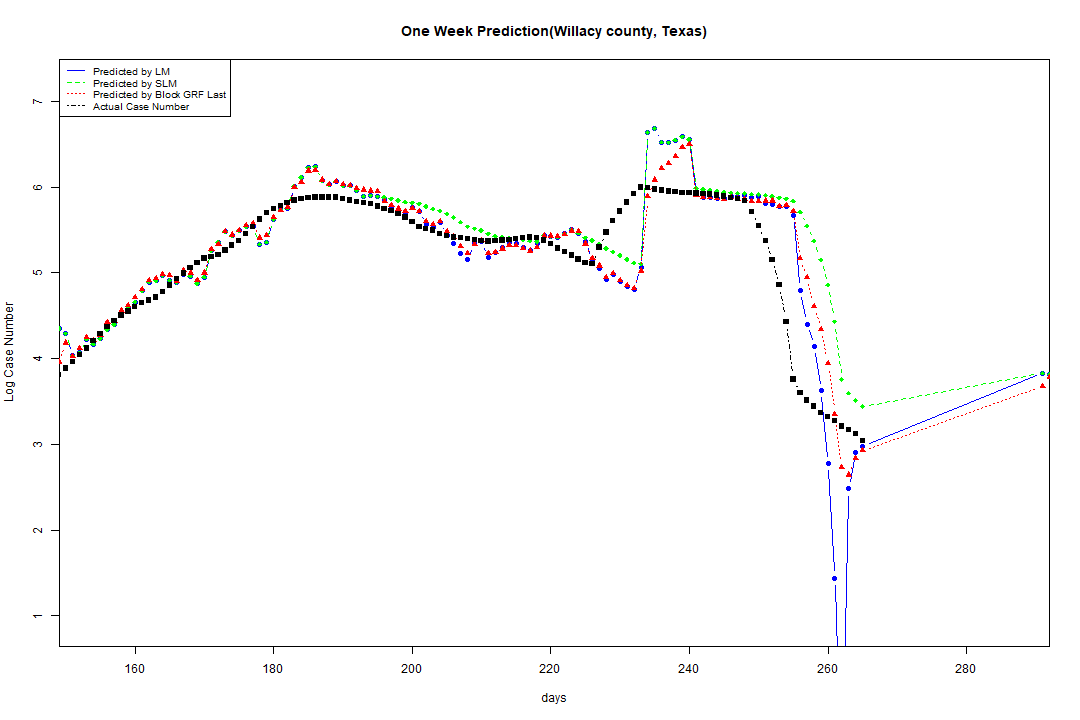 One Week Prediction(Willacy county, Texas)
Predicted by LM
Predicted by SLM
Predicted by Block GRF Last
Actual Case Number
7
6
5
4
3
2
1
Log Case Number
160 180 200 220 240 260 280
days